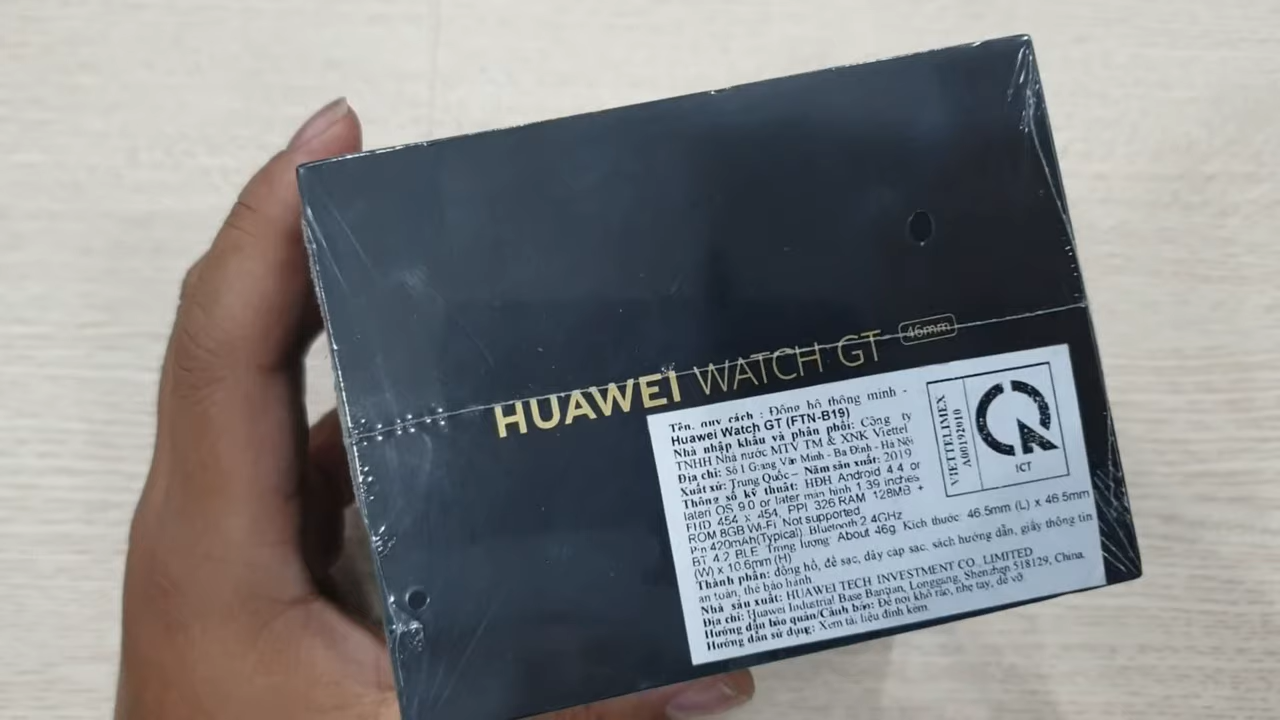 HUAWEI WATCH GT 46mm
Tên, quy cách : Đồng hồ thông minh -
Huawei Watch GT (FTN-B19)
Nhà nhập khẩu và phân phối: Công ty
TNHH Nhà nước MTV TM & XNK Viettel
Địa chỉ: Số 1 Giang Văn Minh - Ba Đình - Hà Nội
Xuất xứ: Trung Quốc – Năm sản xuất: 2019
Thông số kỹ thuật: HĐH Android 4.4 or
lateri OS 9.0 or later màn hình 1.39 inches
FHD 454 x 454, PPI 326 RAM 128MB +
ROM 8GB Wi-Fi Not supported
Pin 420mAh(Typical) Bluetooth 2.4GHz
BT 4.2 BLE Trọng lượng: About 46g Kích thước: 46.5mm (L) x 46.5mm
(W) x 10.6mm (H)
Thành phần: đồng hồ, đế sạc, dây cáp sạc, sách hướng dẫn, giấy thông tin
an toàn, thẻ bảo hành
Nhà sản xuất: HUAWEI TECH INVESTMENT CO., LIMITED
Địa chỉ: Huawei Industrial Base Bantian, Longgang, Shenzhen 518129, China.
Hướng dẫn bảo quản/Cảnh báo: Để nơi khô ráo, nhẹ tay, dễ vỡ
Hướng dẫn sử dụng: Xem tài liệu đính kèm.
VIETTELIMEX
A00192010
ICT